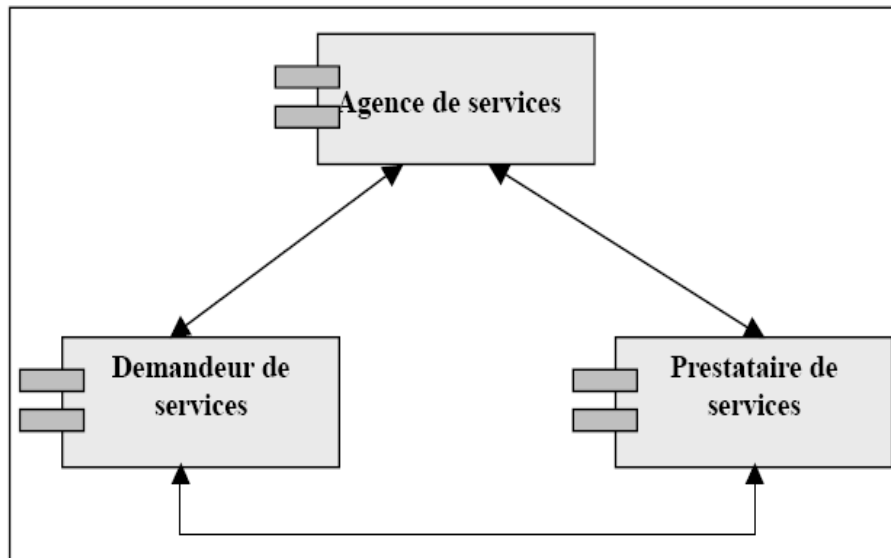 Agence de services
Demandeur de
services
Prestataire de
services